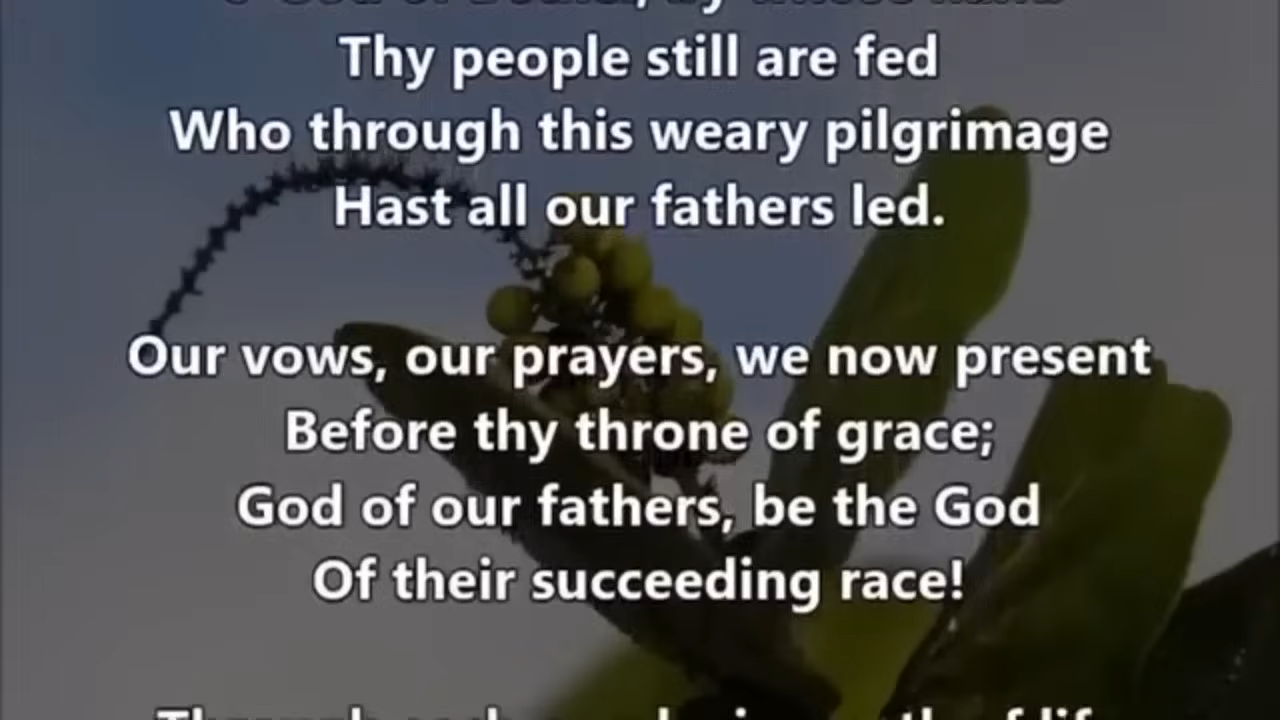 Thy people still are fed
Who through this weary pilgrimage
Hast all our fathers led.
Our vows, our prayers, we now present
Before thy throne of grace;
God of our fathers, be the God
Of their succeeding race!